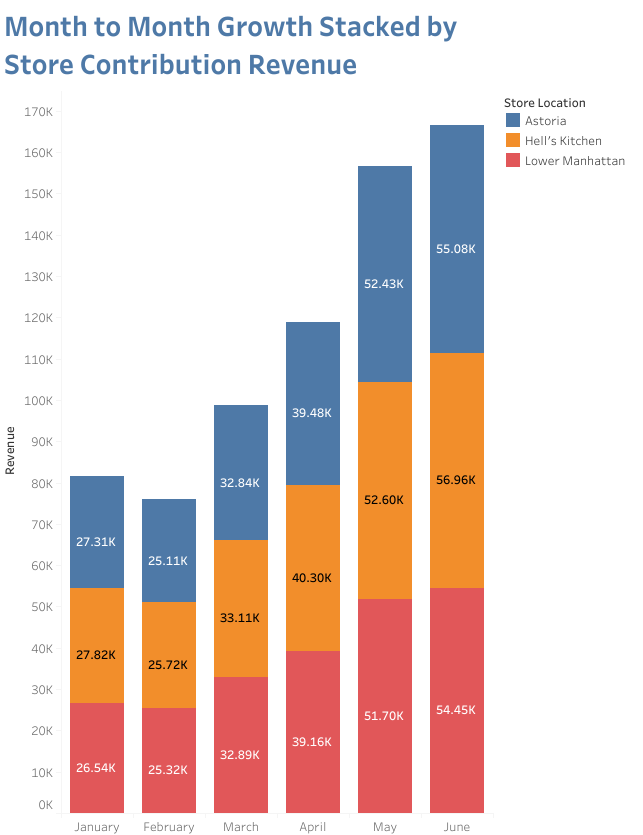 Month to Month Growth Stacked by
Store Contribution Revenue
Store Location
Astoria
Hell's Kitchen
Lower Manhattan
Revenue
170K
160K
150K
140K
130K
120K
110K
100K
90K
80K
70K
60K
50K
40K
30K
20K
10K
0K
27.31K
27.82K
26.54K
25.11K
25.72K
25.32K
32.84K
33.11K
32.89K
39.48K
40.30K
39.16K
52.43K
52.60K
51.70K
55.08K
56.96K
54.45K
January February March April May June